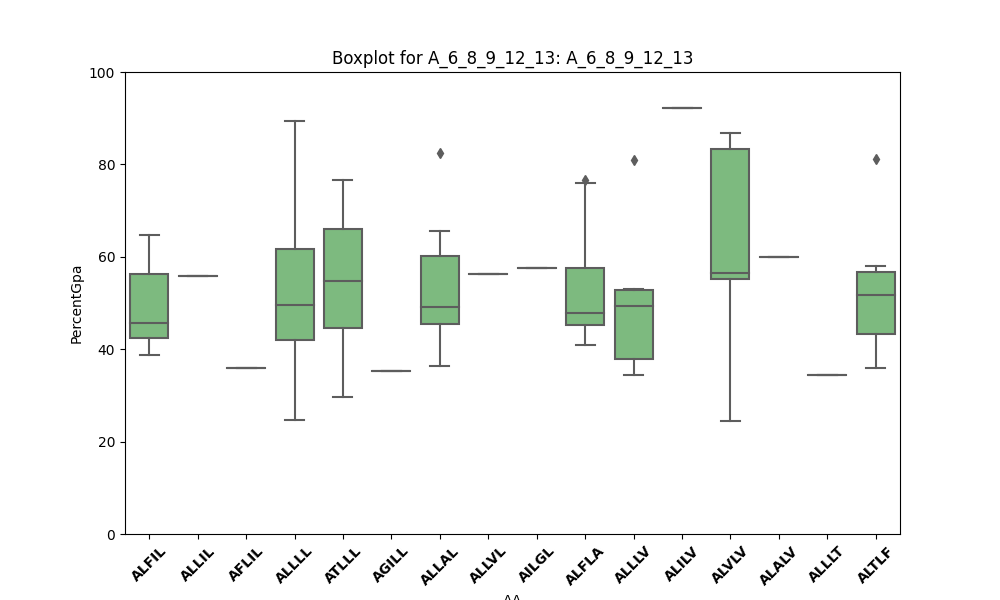 Boxplot for A_6_8_9_12_13: A_6_8_9_12_13
PercentGpa
100
80
60
40
20
0
ALFIL
ALLIL
AFLIL
ALLLL
ATLLL
AGILL
ALLAL
ALLVL
AILGL
ALFLA
ALLLV
ALILV
ALVLV
ALALV
ALLLT
ALTLF
AA